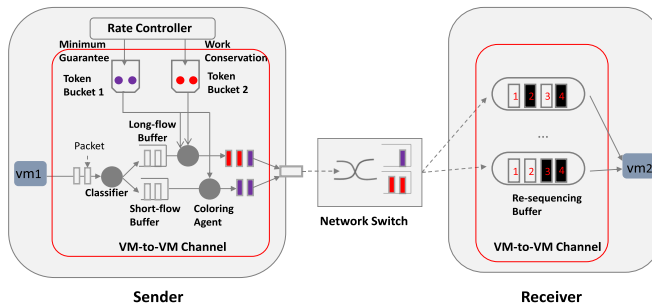 Rate Controller
Minimum
Guarantee
Work
Conservation
Token
Bucket 1
Token
Bucket 2
Long-flow
Buffer
Packet
vm1
Classifier
Short-flow
Buffer
Coloring
Agent
VM-to-VM Channel
Sender
Network Switch
1 2 3 4
...
1 2 3 4
Re-sequencing
Buffer
vm2
VM-to-VM Channel
Receiver